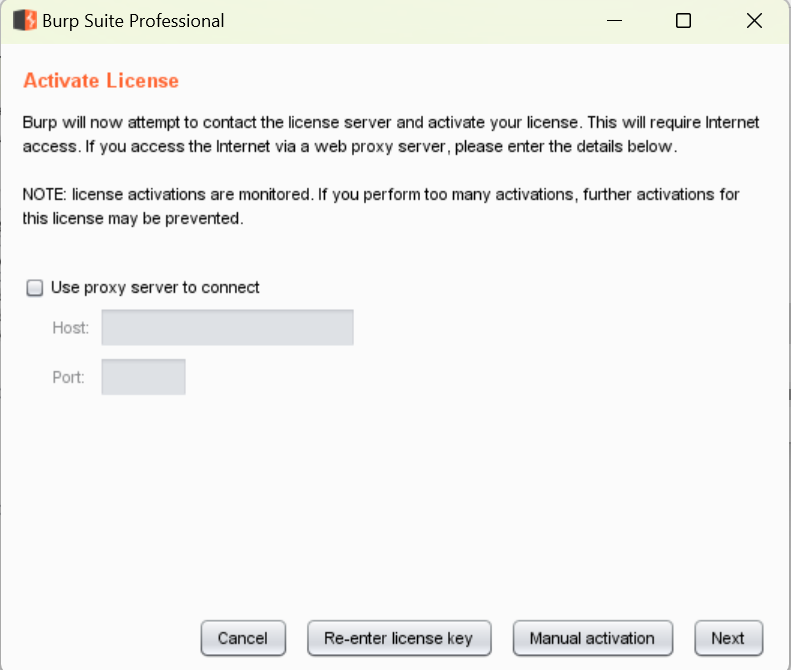 Burp Suite Professional
Activate License
Burp will now attempt to contact the license server and activate your license. This will require Internet
access. If you access the Internet via a web proxy server, please enter the details below.
NOTE: license activations are monitored. If you perform too many activations, further activations for
this license may be prevented.
Use proxy server to connect
Host:
Port:
Cancel Re-enter license key Manual activation Next